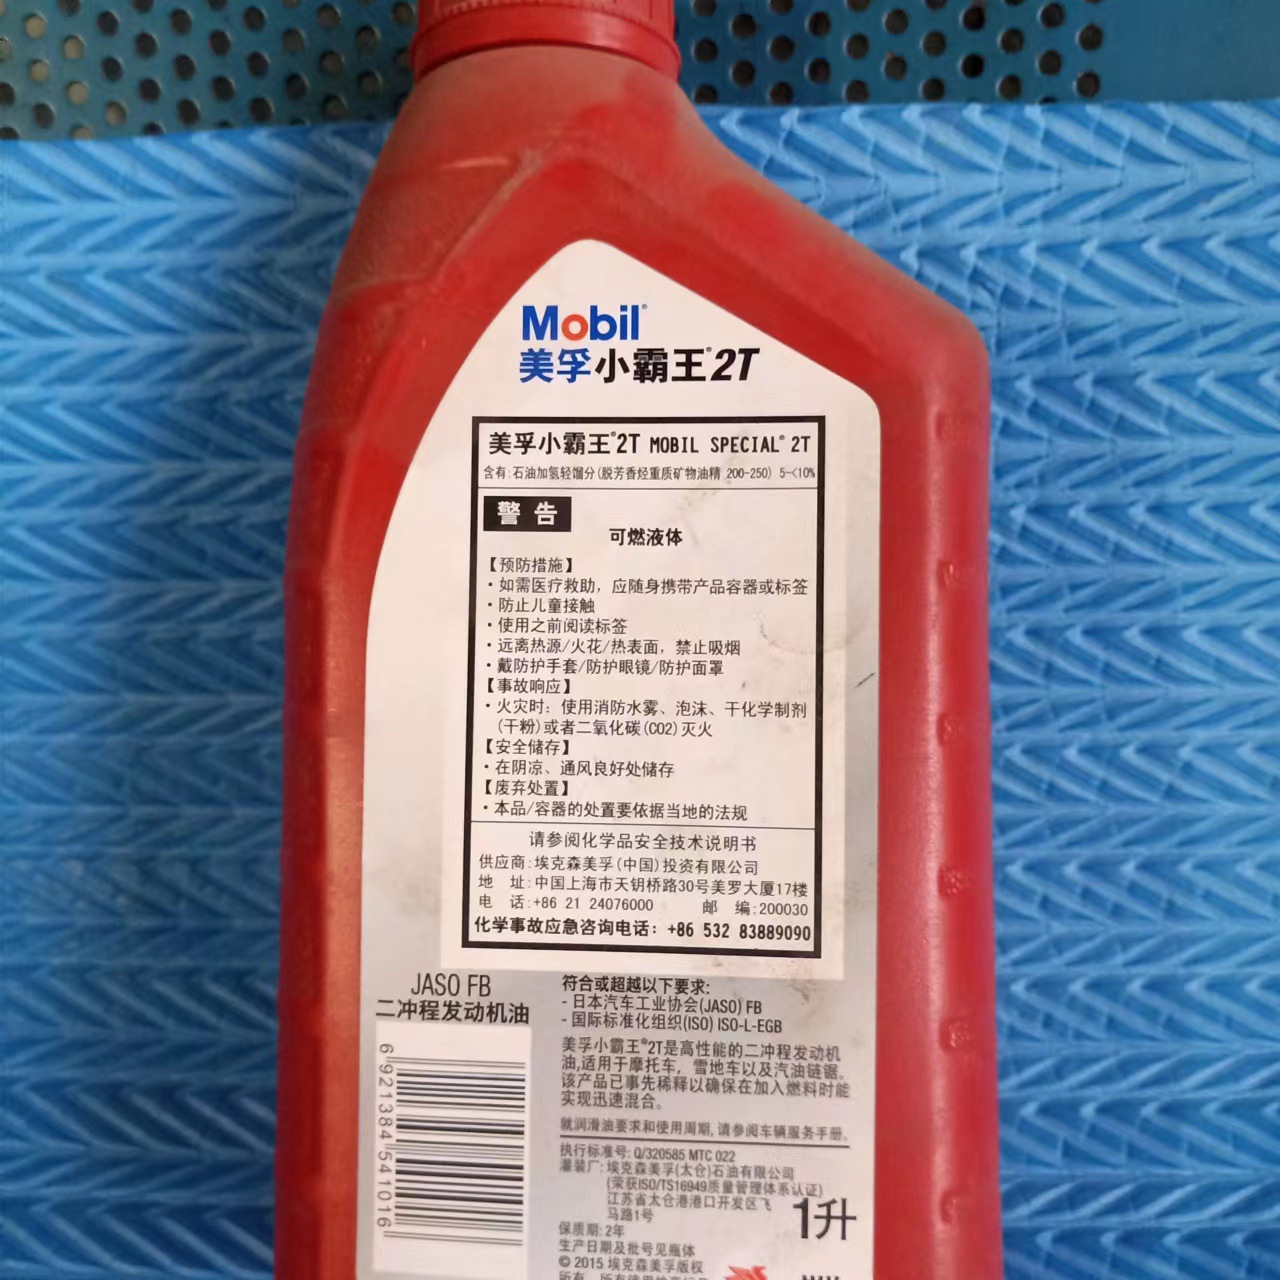 Mobil®
美孚小霸王®2T
美孚小霸王®2T MOBIL SPECIAL® 2T
含有:石油加氢轻馏分(脱芳香烃重质矿物油精 200-250) 5-<10%
警告
可燃液体
【预防措施】
·如需医疗救助，应随身携带产品容器或标签
·防止儿童接触
·使用之前阅读标签
·远离热源/火花/热表面，禁止吸烟
·戴防护手套/防护眼镜/防护面罩
【事故响应】
·火灾时：使用消防水雾、泡沫、干化学制剂
(干粉)或者二氧化碳(CO2)灭火
【安全储存】
·在阴凉、通风良好处储存
【废弃处置】
·本品/容器的处置要依据当地的法规
请参阅化学品安全技术说明书
供应商:埃克森美孚(中国)投资有限公司
地 址:中国上海市天钥桥路30号美罗大厦17楼
电 话:+86 21 24076000 邮 编:200030
化学事故应急咨询电话：+86 532 83889090
JASO FB
二冲程发动机油
6 921384 541016
符合或超越以下要求:
- 日本汽车工业协会(JASO) FB
- 国际标准化组织(ISO) ISO-L-EGB
美孚小霸王®2T是高性能的二冲程发动机
油,适用于摩托车，雪地车以及汽油链锯。
该产品已事先稀释以确保在加入燃料时能
实现迅速混合。
就润滑油要求和使用周期,请参阅车辆服务手册。
执行标准号: Q/320585 MTC 022
灌装厂: 埃克森美孚(太仓)石油有限公司
(荣获ISO/TS16949质量管理体系认证)
江苏省太仓港港口开发区飞
马路1号
1升
保质期: 2年
生产日期及批号见瓶体
© 2015 埃克森美孚版权